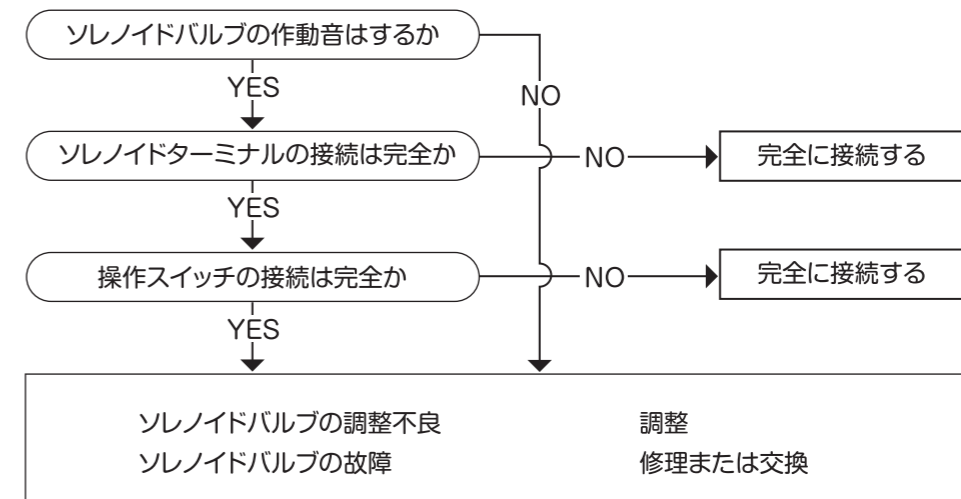 ソレノイドバルブの作動音はするか
YES
NO
ソレノイドターミナルの接続は完全か
NO
完全に接続する
YES
操作スイッチの接続は完全か
NO
完全に接続する
YES
ソレノイドバルブの調整不良 調整
ソレノイドバルブの故障 修理または交換